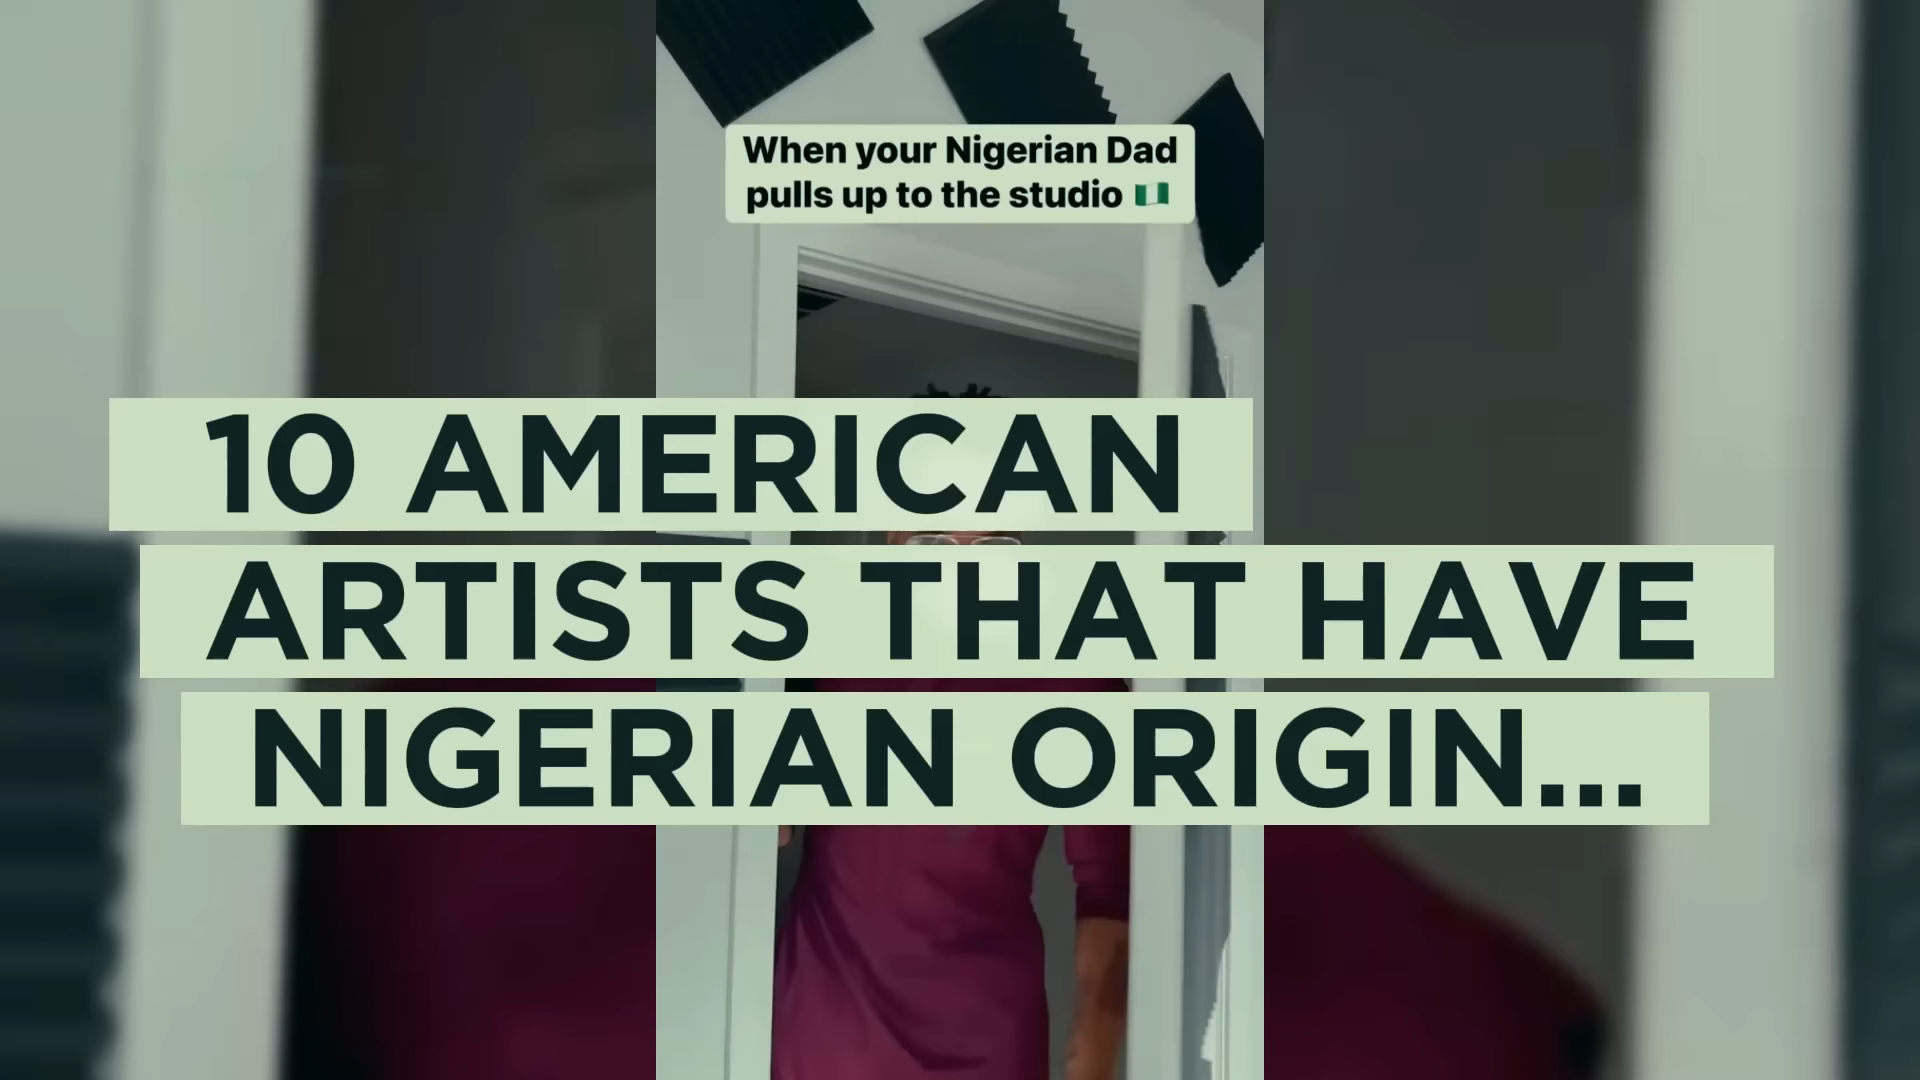 When your Nigerian Dad
pulls up to the studio 🇳🇬
10 AMERICAN
ARTISTS THAT HAVE
NIGERIAN ORIGIN...